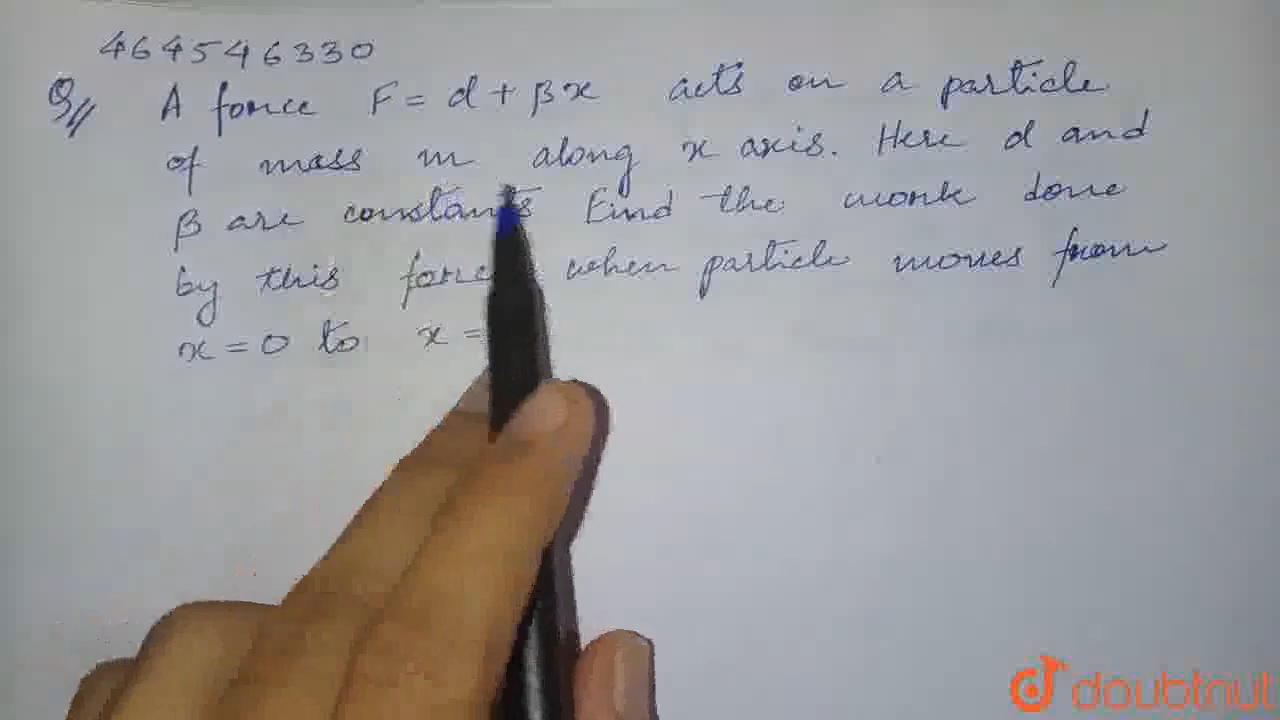 464546330
Q// A force F = α + βx acts on a particle
of mass m along x axis. Here α and
β are constants Find the work done
by this force when particle moves from
x = 0 to x =
doubtnut